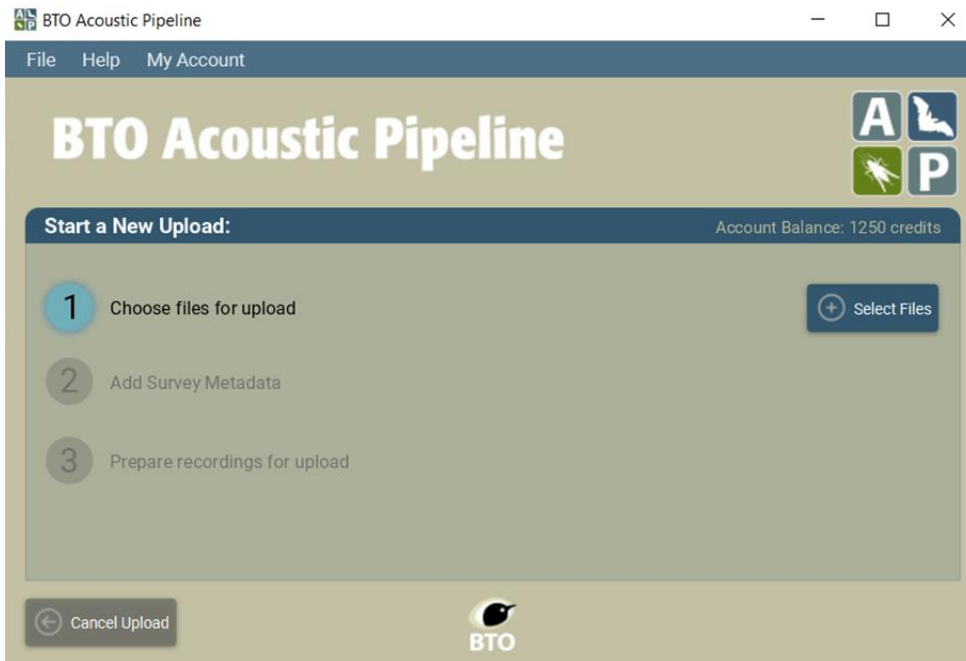 BTO Acoustic Pipeline
File Help My Account
BTO Acoustic Pipeline
A
P
Start a New Upload:
Account Balance: 1250 credits
1 Choose files for upload
Select Files
2 Add Survey Metadata
3 Prepare recordings for upload
Cancel Upload
BTO